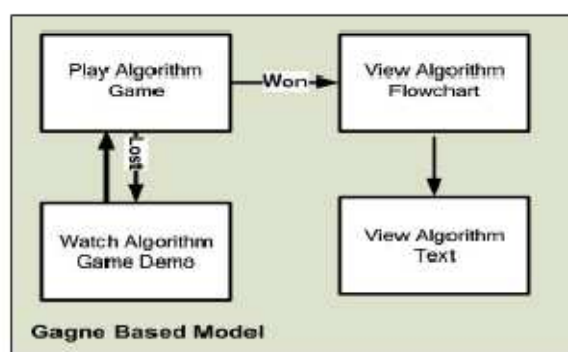 Play Algorithm
Game
Won
View Algorithm
Flowchart
Lost
Watch Algorithm
Game Demo
View Algorithm
Text
Gagne Based Model